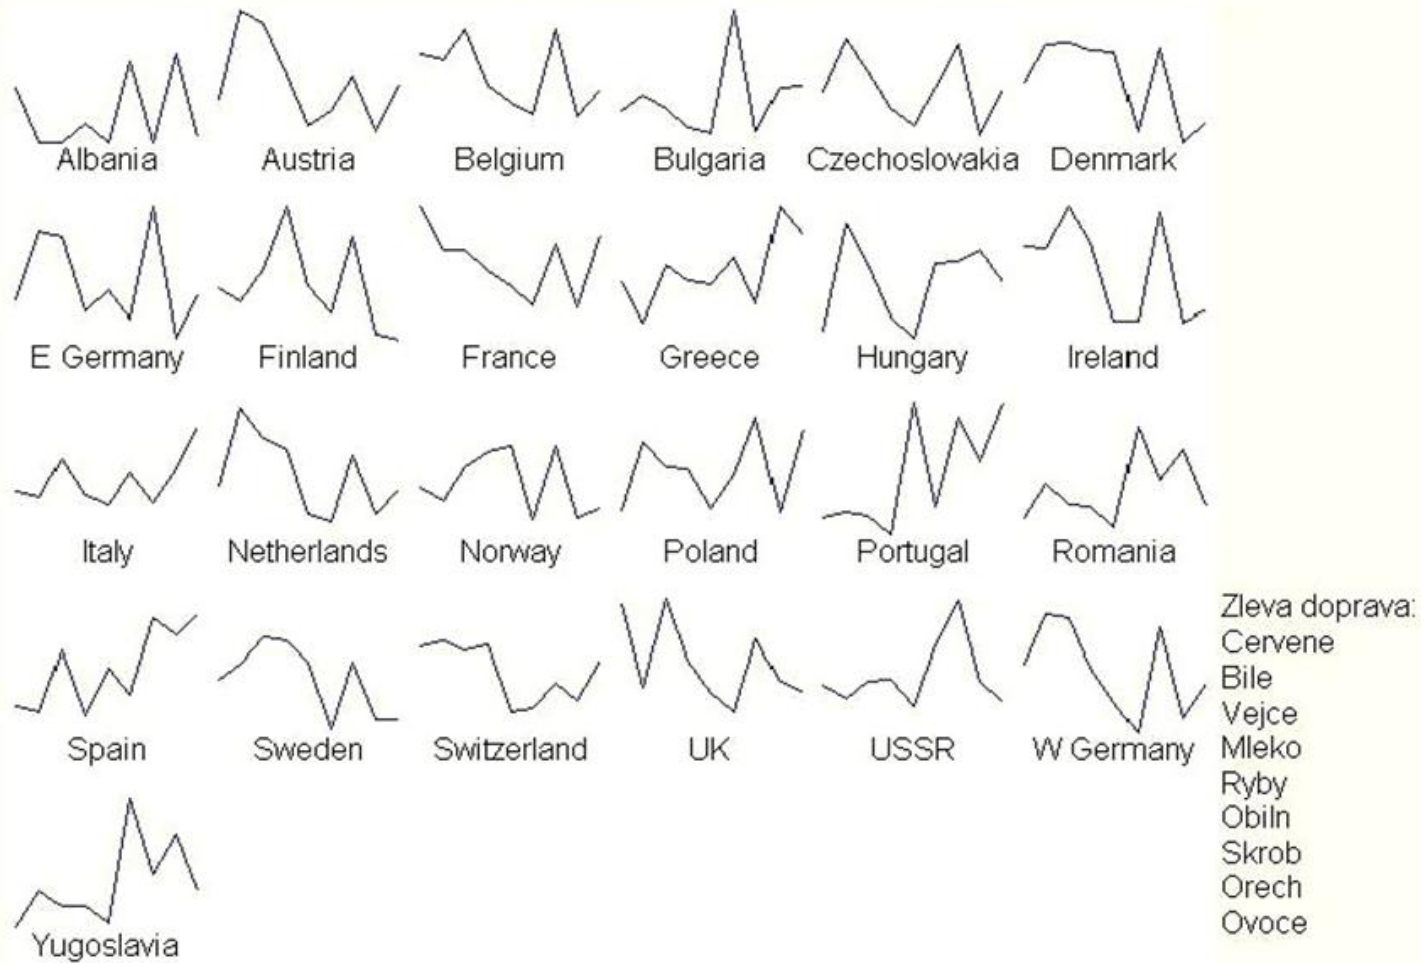 Albania Austria Belgium Bulgaria Czechoslovakia Denmark
E Germany Finland France Greece Hungary Ireland
Italy Netherlands Norway Poland Portugal Romania
Spain Sweden Switzerland UK USSR W Germany
Yugoslavia
Zleva doprava:
Cervene
Bile
Vejce
Mleko
Ryby
Obiln
Skrob
Orech
Ovoce